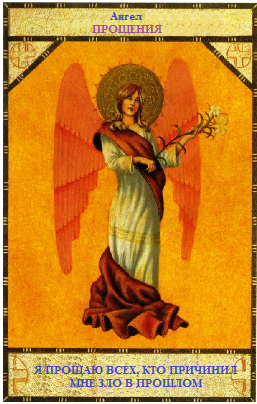 Ангел
ПРОЩЕНИЯ
Я ПРОЩАЮ ВСЕХ, КТО ПРИЧИНИЛ
МНЕ ЗЛО В ПРОШЛОМ